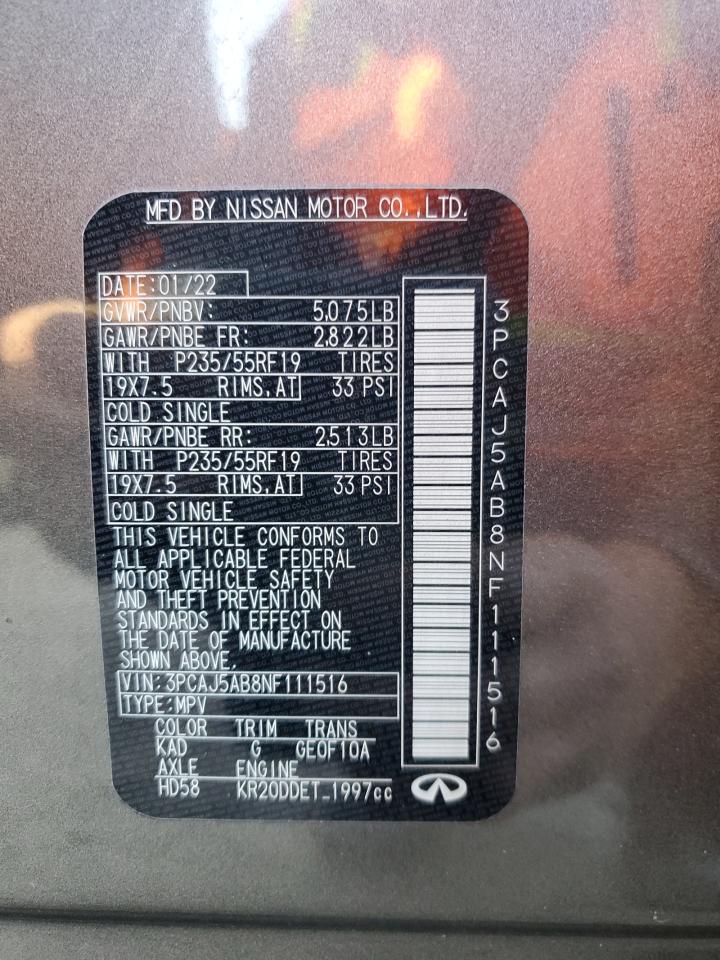 MFD BY NISSAN MOTOR CO.,LTD.
DATE:01/22
GVWR/PNBV: 5,075LB
GAWR/PNBE FR: 2,822LB
WITH P235/55RF19 TIRES
19X7.5 RIMS,AT 33 PSI
COLD SINGLE
GAWR/PNBE RR: 2,513LB
WITH P235/55RF19 TIRES
19X7.5 RIMS,AT 33 PSI
COLD SINGLE
THIS VEHICLE CONFORMS TO
ALL APPLICABLE FEDERAL
MOTOR VEHICLE SAFETY
AND THEFT PREVENTION
STANDARDS IN EFFECT ON
THE DATE OF MANUFACTURE
SHOWN ABOVE.
VIN:3PCAJ5AB8NF111516
TYPE:MPV
COLOR TRIM TRANS
KAD G GE0F10A
AXLE ENGINE
HD58 KR20DDET_1997cc
3PCAJ5AB8NF111516